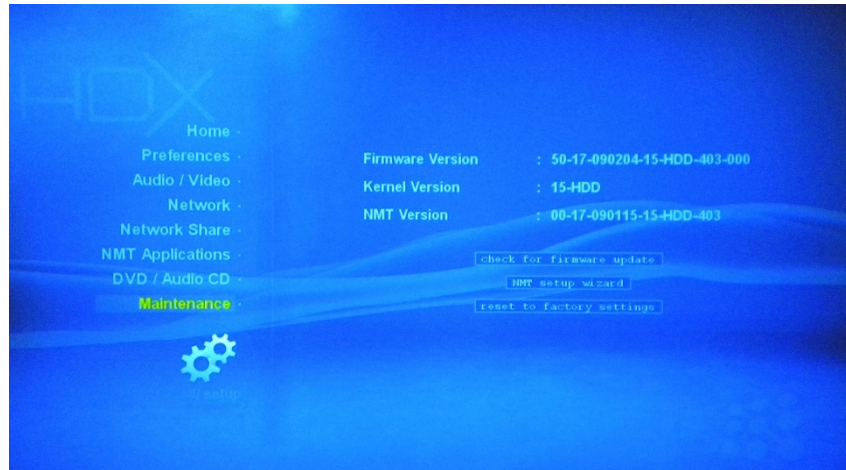 HDX
Home
Preferences
Audio / Video
Network
Network Share
NMT Applications
DVD / Audio CD
Maintenance
// setup
Firmware Version : 50-17-090204-15-HDD-403-000
Kernel Version : 15-HDD
NMT Version : 00-17-090115-15-HDD-403
check for firmware update
NMT setup wizard
reset to factory settings